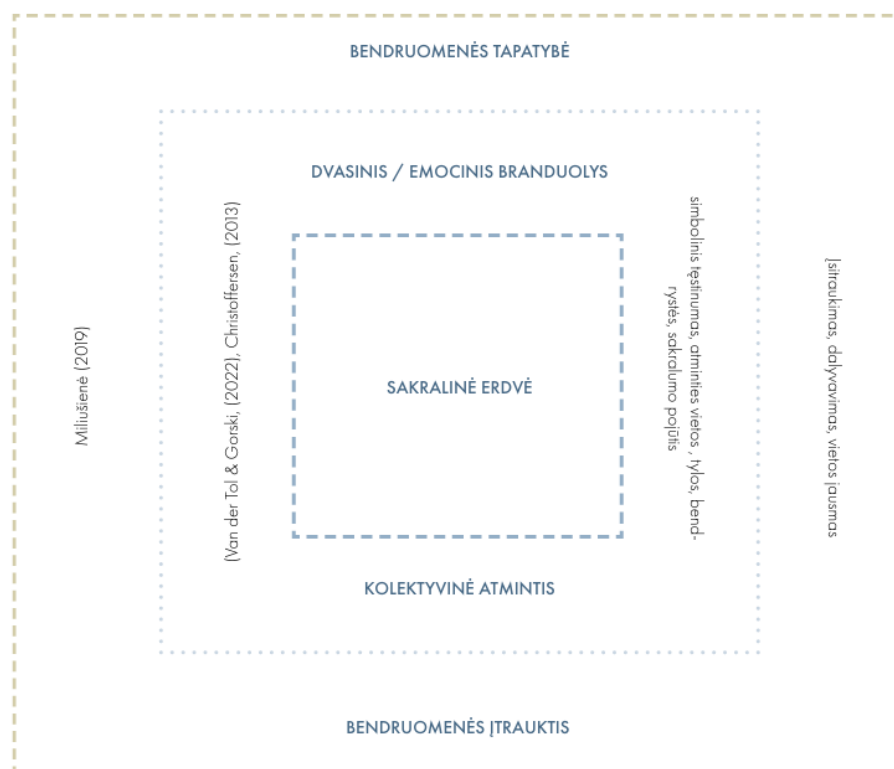 BENDRUOMENĖS TAPATYBĖ
DVASINIS / EMOCINIS BRANDUOLYS
Miliušienė (2019)
(Van der Tol & Gorski, (2022), Christoffersen, (2013)
SAKRALINĖ ERDVĖ
simbolinis tęstinumas, atminties vietos , tylos, bend-
rystės, sakralumo pojūtis
Įsitraukimas, dalyvavimas, vietos jausmas
KOLEKTYVINĖ ATMINTIS
BENDRUOMENĖS ĮTRAUKTIS